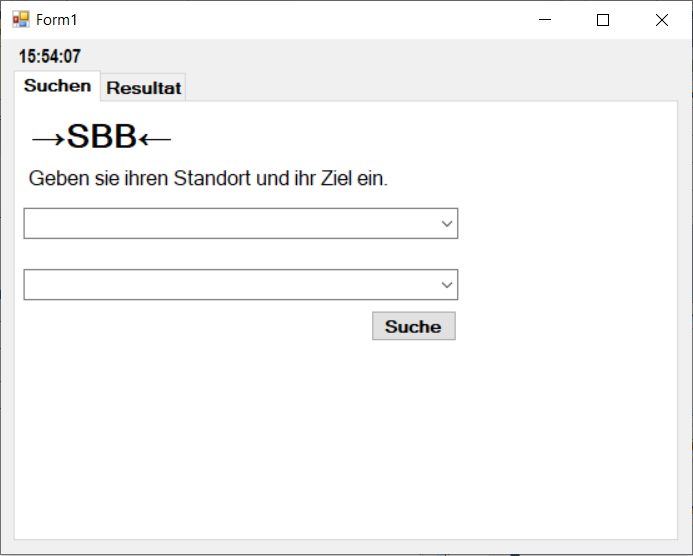 Form1
15:54:07
Suchen Resultat
→SBB←
Geben sie ihren Standort und ihr Ziel ein.
Suche